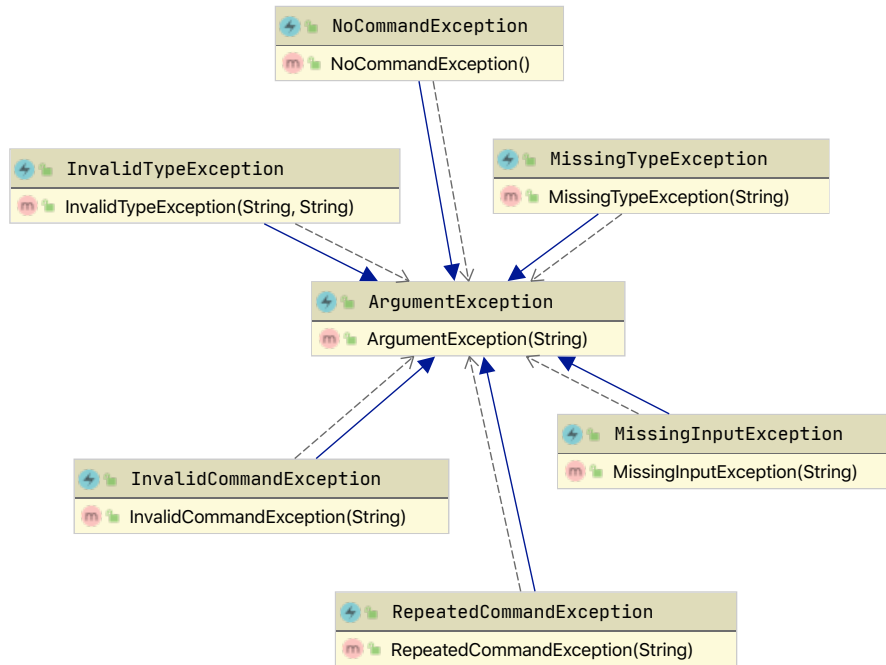 NoCommandException
NoCommandException()
InvalidTypeException
InvalidTypeException(String, String)
MissingTypeException
MissingTypeException(String)
ArgumentException
ArgumentException(String)
MissingInputException
MissingInputException(String)
InvalidCommandException
InvalidCommandException(String)
RepeatedCommandException
RepeatedCommandException(String)